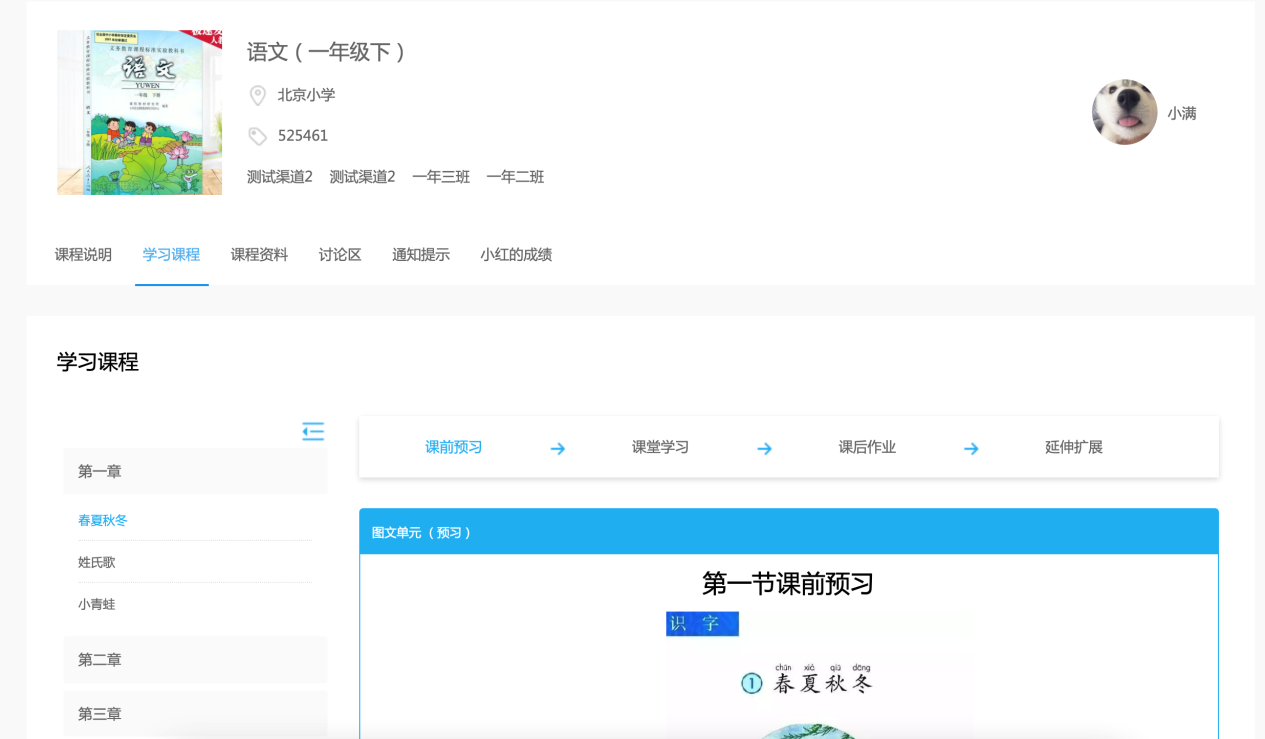 语文
YUWEN
语文（一年级下）
北京小学
525461
测试渠道2 测试渠道2 一年三班 一年二班
小满
课程说明 学习课程 课程资料 讨论区 通知提示 小红的成绩
学习课程
课前预习 → 课堂学习 → 课后作业 → 延伸扩展
第一章
春夏秋冬
姓氏歌
小青蛙
第二章
第三章
图文单元（预习）
第一节课前预习
识 字
chūn xià qiū dōng
① 春夏秋冬